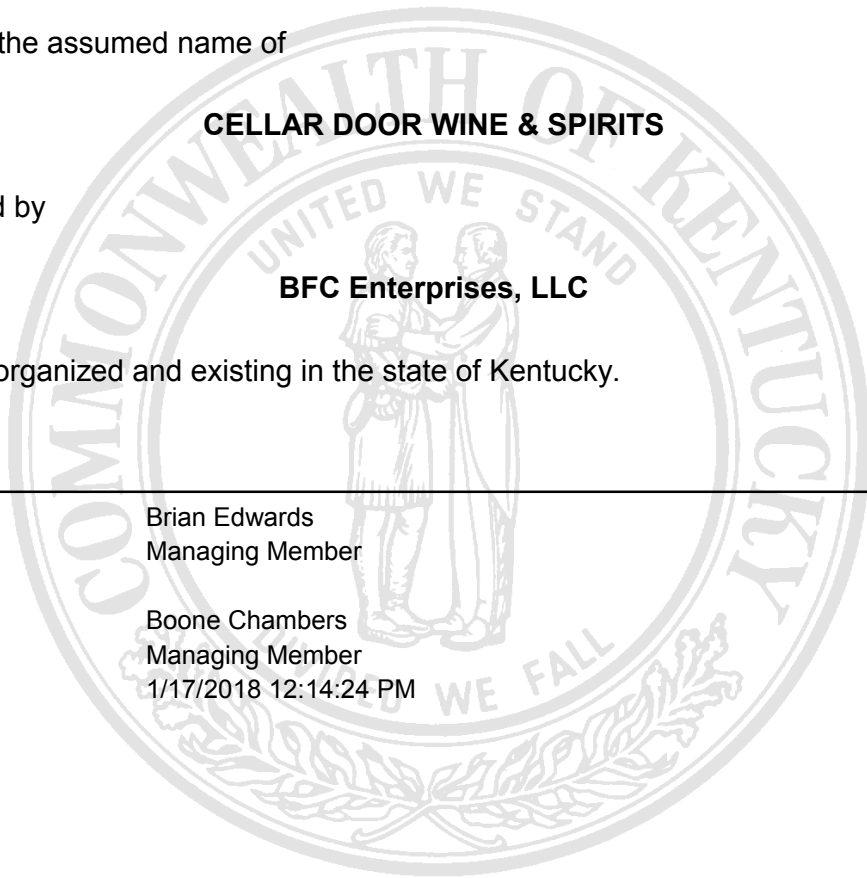 the assumed name of
CELLAR DOOR WINE & SPIRITS
d by
BFC Enterprises, LLC
organized and existing in the state of Kentucky.
Brian Edwards
Managing Member
Boone Chambers
Managing Member
1/17/2018 12:14:24 PM
COMMONWEALTH OF KENTUCKY
UNITED WE STAND
DIVIDED WE FALL